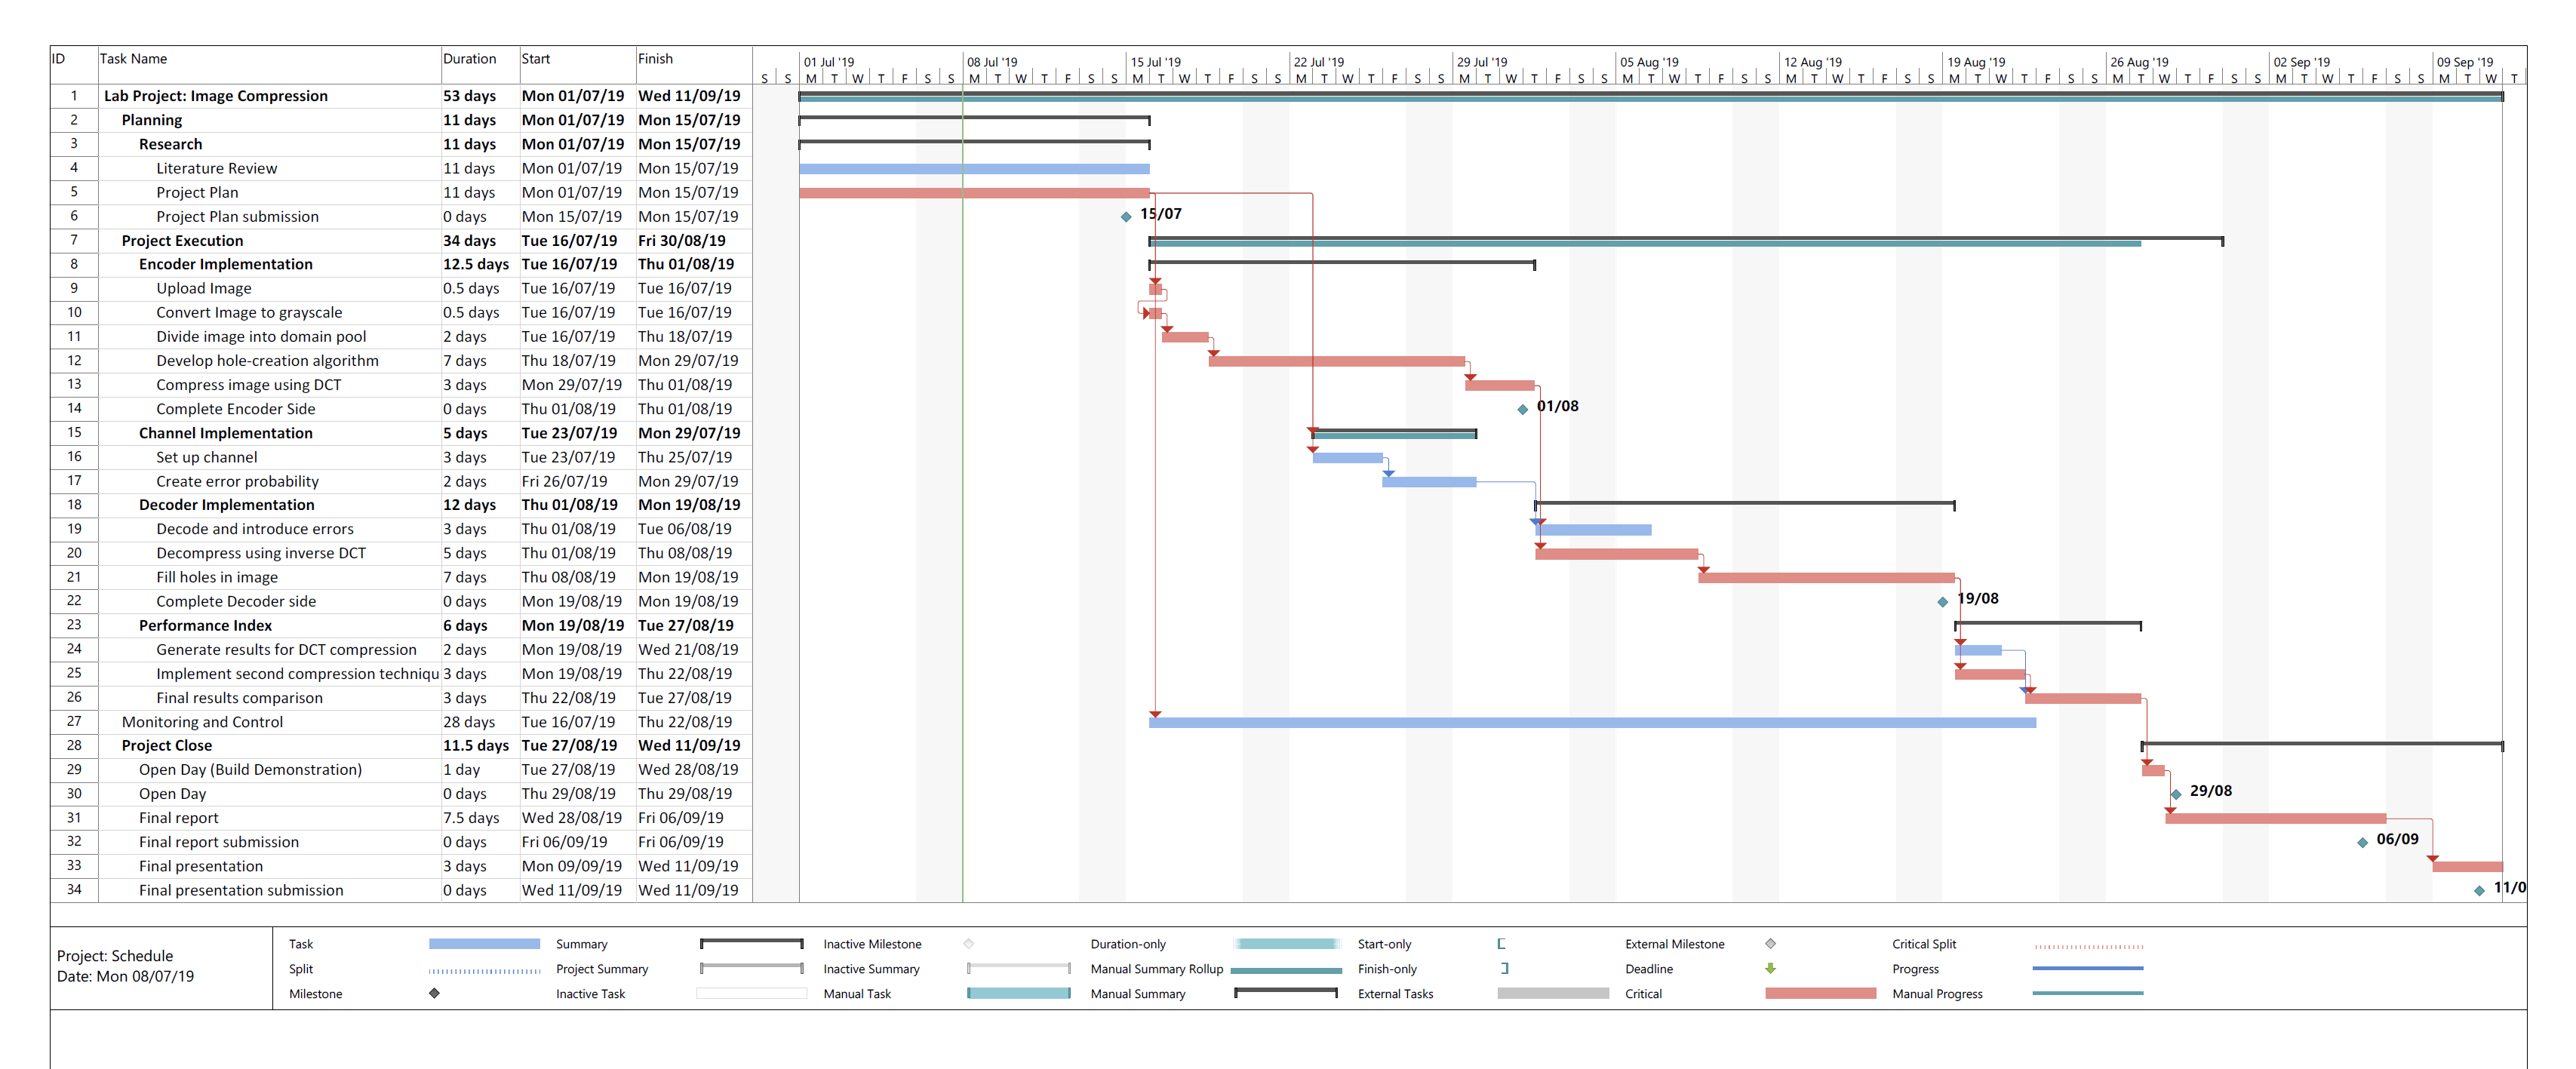 ID Task Name Duration Start Finish 01 Jul '19 08 Jul '19 15 Jul '19 22 Jul '19 29 Jul '19 05 Aug '19 12 Aug '19 19 Aug '19 26 Aug '19 02 Sep '19 09 Sep '19
S S M T W T F S S M T W T F S S M T W T F S S M T W T F S S M T W T F S S M T W T F S S M T W T F S S M T W T F S S M T W T F S S M T W T F S S M T W T
1 Lab Project: Image Compression 53 days Mon 01/07/19 Wed 11/09/19
2 Planning 11 days Mon 01/07/19 Mon 15/07/19
3 Research 11 days Mon 01/07/19 Mon 15/07/19
4 Literature Review 11 days Mon 01/07/19 Mon 15/07/19
5 Project Plan 11 days Mon 01/07/19 Mon 15/07/19
6 Project Plan submission 0 days Mon 15/07/19 Mon 15/07/19 15/07
7 Project Execution 34 days Tue 16/07/19 Fri 30/08/19
8 Encoder Implementation 12.5 days Tue 16/07/19 Thu 01/08/19
9 Upload Image 0.5 days Tue 16/07/19 Tue 16/07/19
10 Convert Image to grayscale 0.5 days Tue 16/07/19 Tue 16/07/19
11 Divide image into domain pool 2 days Tue 16/07/19 Thu 18/07/19
12 Develop hole-creation algorithm 7 days Thu 18/07/19 Mon 29/07/19
13 Compress image using DCT 3 days Mon 29/07/19 Thu 01/08/19
14 Complete Encoder Side 0 days Thu 01/08/19 Thu 01/08/19 01/08
15 Channel Implementation 5 days Tue 23/07/19 Mon 29/07/19
16 Set up channel 3 days Tue 23/07/19 Thu 25/07/19
17 Create error probability 2 days Fri 26/07/19 Mon 29/07/19
18 Decoder Implementation 12 days Thu 01/08/19 Mon 19/08/19
19 Decode and introduce errors 3 days Thu 01/08/19 Tue 06/08/19
20 Decompress using inverse DCT 5 days Thu 01/08/19 Thu 08/08/19
21 Fill holes in image 7 days Thu 08/08/19 Mon 19/08/19
22 Complete Decoder side 0 days Mon 19/08/19 Mon 19/08/19 19/08
23 Performance Index 6 days Mon 19/08/19 Tue 27/08/19
24 Generate results for DCT compression 2 days Mon 19/08/19 Wed 21/08/19
25 Implement second compression techniqu 3 days Mon 19/08/19 Thu 22/08/19
26 Final results comparison 3 days Thu 22/08/19 Tue 27/08/19
27 Monitoring and Control 28 days Tue 16/07/19 Thu 22/08/19
28 Project Close 11.5 days Tue 27/08/19 Wed 11/09/19
29 Open Day (Build Demonstration) 1 day Tue 27/08/19 Wed 28/08/19
30 Open Day 0 days Thu 29/08/19 Thu 29/08/19 29/08
31 Final report 7.5 days Wed 28/08/19 Fri 06/09/19
32 Final report submission 0 days Fri 06/09/19 Fri 06/09/19 06/09
33 Final presentation 3 days Mon 09/09/19 Wed 11/09/19
34 Final presentation submission 0 days Wed 11/09/19 Wed 11/09/19 11/0
Project: Schedule
Date: Mon 08/07/19
Task Summary Inactive Milestone Duration-only Start-only External Milestone Critical Split
Split Project Summary Inactive Summary Manual Summary Rollup Finish-only Deadline Progress
Milestone Inactive Task Manual Task Manual Summary External Tasks Critical Manual Progress